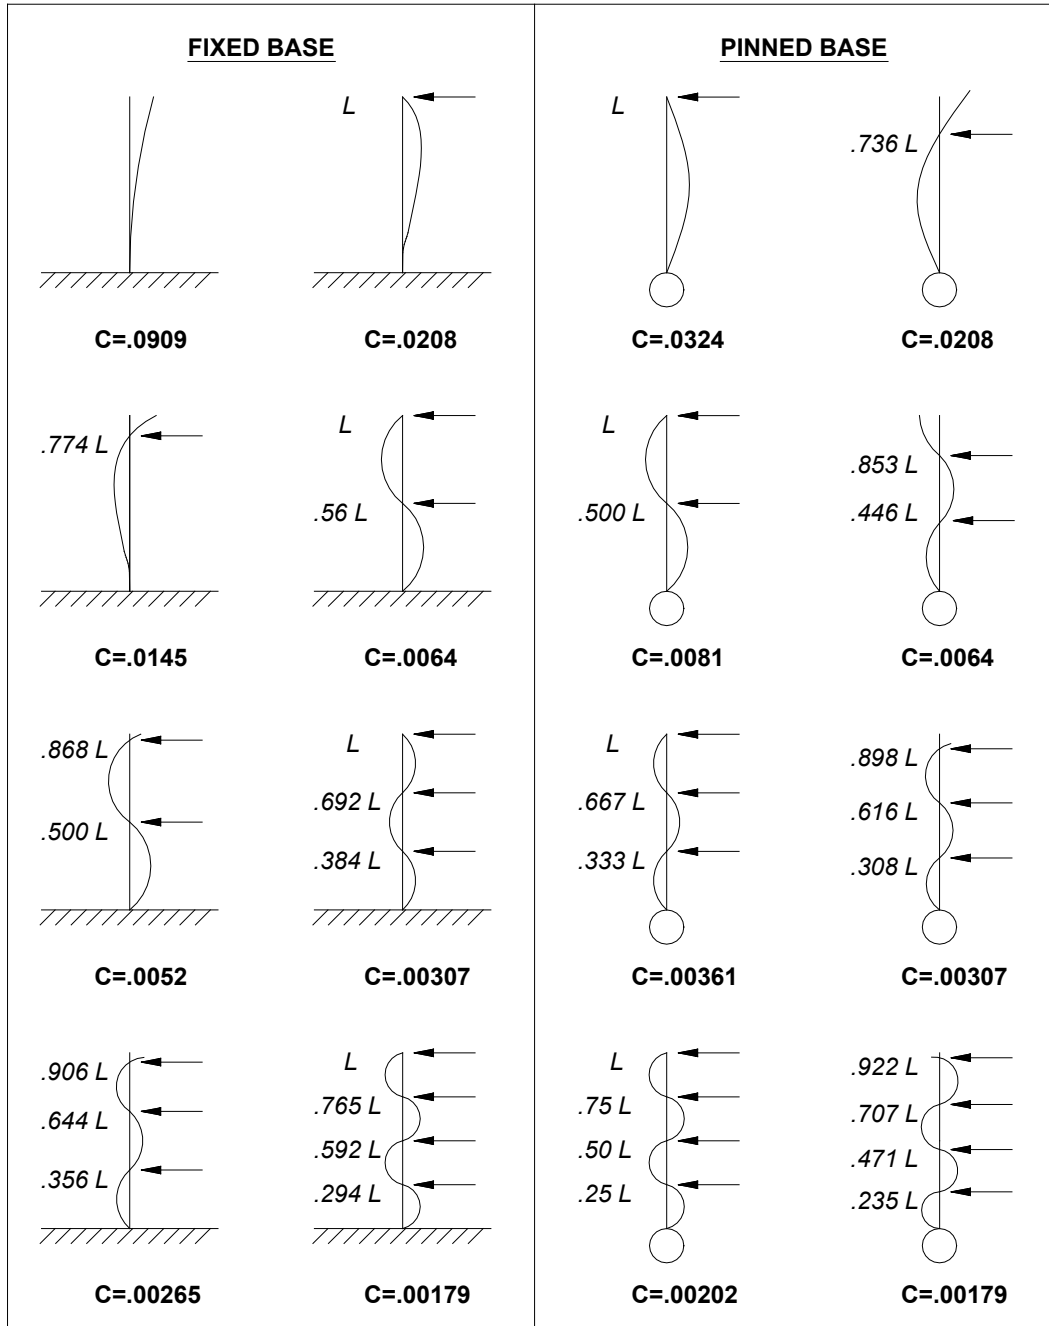 FIXED BASE
L
C=.0909
C=.0208
.774 L
L
.56 L
C=.0145
C=.0064
.868 L
.500 L
L
.692 L
.384 L
C=.0052
C=.00307
.906 L
.644 L
.356 L
L
.765 L
.592 L
.294 L
C=.00265
C=.00179
PINNED BASE
L
.736 L
C=.0324
C=.0208
L
.500 L
.853 L
.446 L
C=.0081
C=.0064
L
.667 L
.333 L
.898 L
.616 L
.308 L
C=.00361
C=.00307
L
.75 L
.50 L
.25 L
.922 L
.707 L
.471 L
.235 L
C=.00202
C=.00179